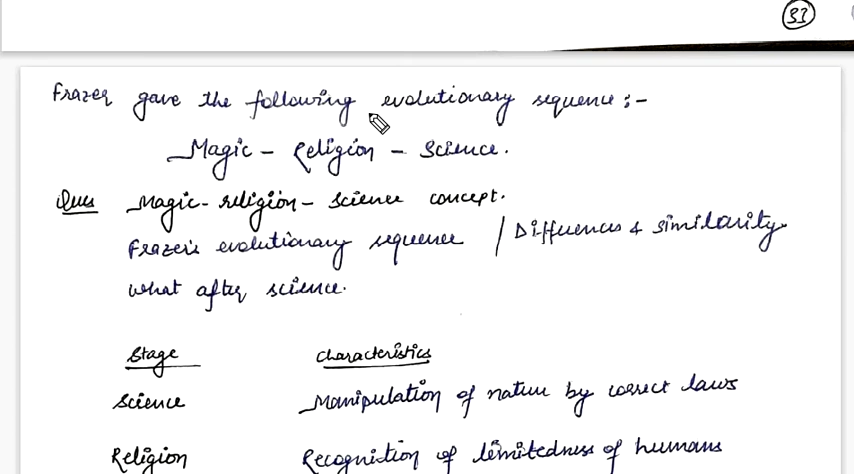 33
Frazer gave the following evolutionary sequence :-
Magic - Religion - Science.
Ques Magic - religion - science concept.
Frazer's evolutionary sequence / Differences & similarity
what after science.
Stage Characteristics
Science Manipulation of nature by correct laws
Religion Recognition of limitedness of humans